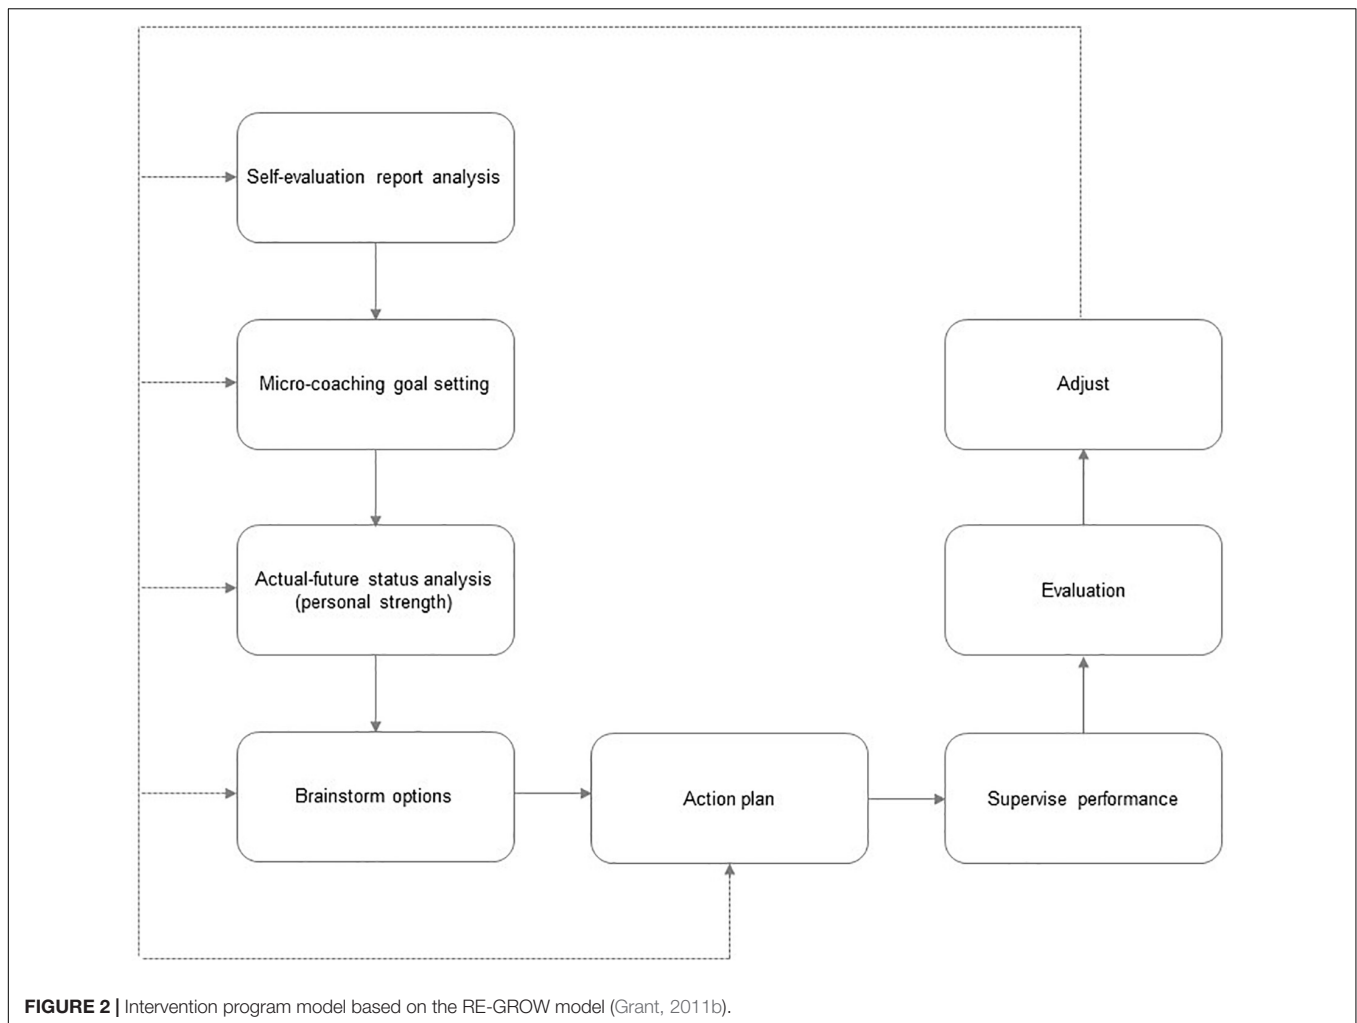 Self-evaluation report analysis
Micro-coaching goal setting
Adjust
Actual-future status analysis
(personal strength)
Evaluation
Brainstorm options
Action plan
Supervise performance
FIGURE 2 | Intervention program model based on the RE-GROW model (Grant, 2011b).